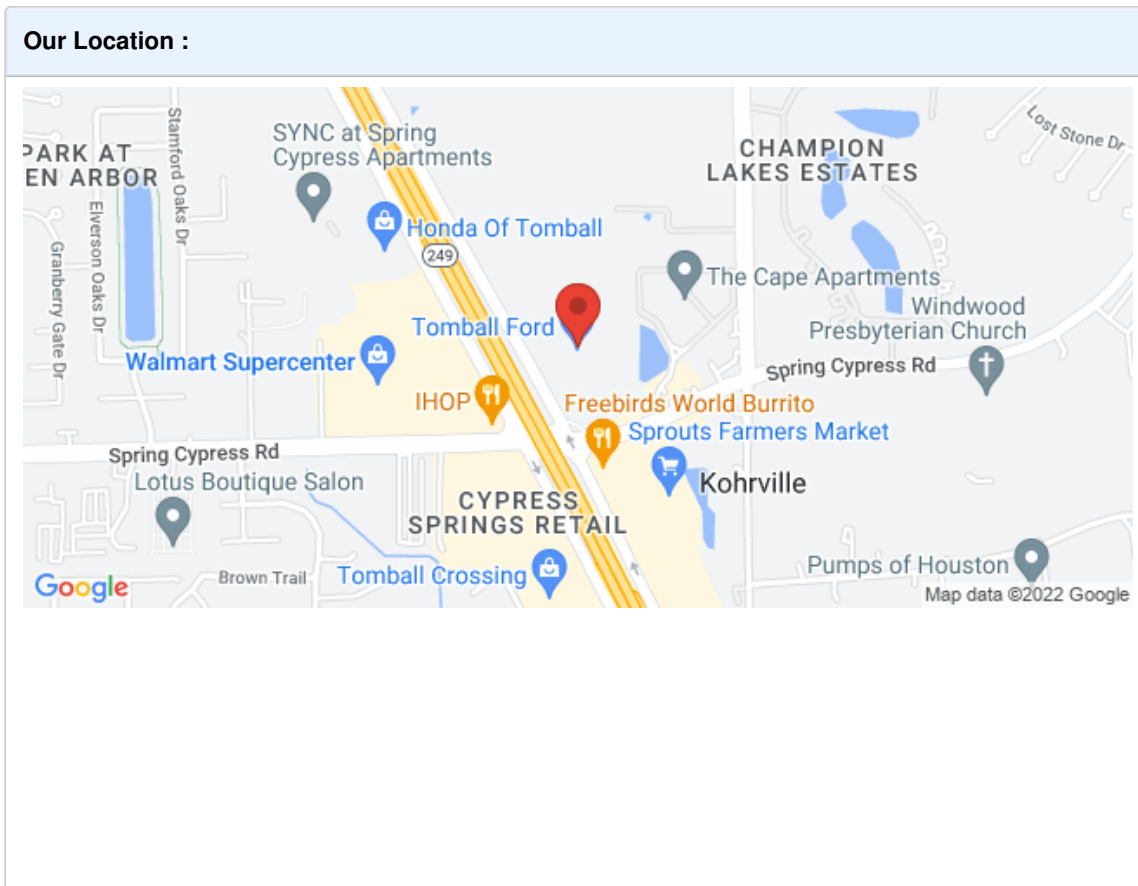 Our Location :
PARK AT
EN ARBOR
Stamford Oaks Dr
Elverson Oaks Dr
Granberry Gate Dr
SYNC at Spring
Cypress Apartments
Honda Of Tomball
249
CHAMPION
LAKES ESTATES
Lost Stone Dr
The Cape Apartments
Windwood
Presbyterian Church
Tomball Ford
Walmart Supercenter
Spring Cypress Rd
IHOP
Freebirds World Burrito
Sprouts Farmers Market
Spring Cypress Rd
Lotus Boutique Salon
Kohrville
CYPRESS
SPRINGS RETAIL
Pumps of Houston
Brown Trail
Tomball Crossing
Google
Map data ©2022 Google